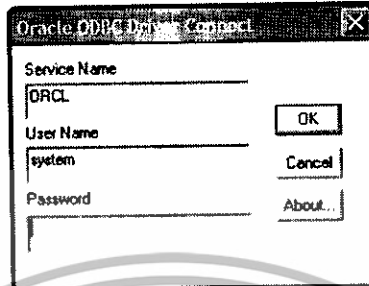 Oracle ODBC Driver Connect
Service Name
ORCL
OK
User Name
system
Cancel
Password
About...